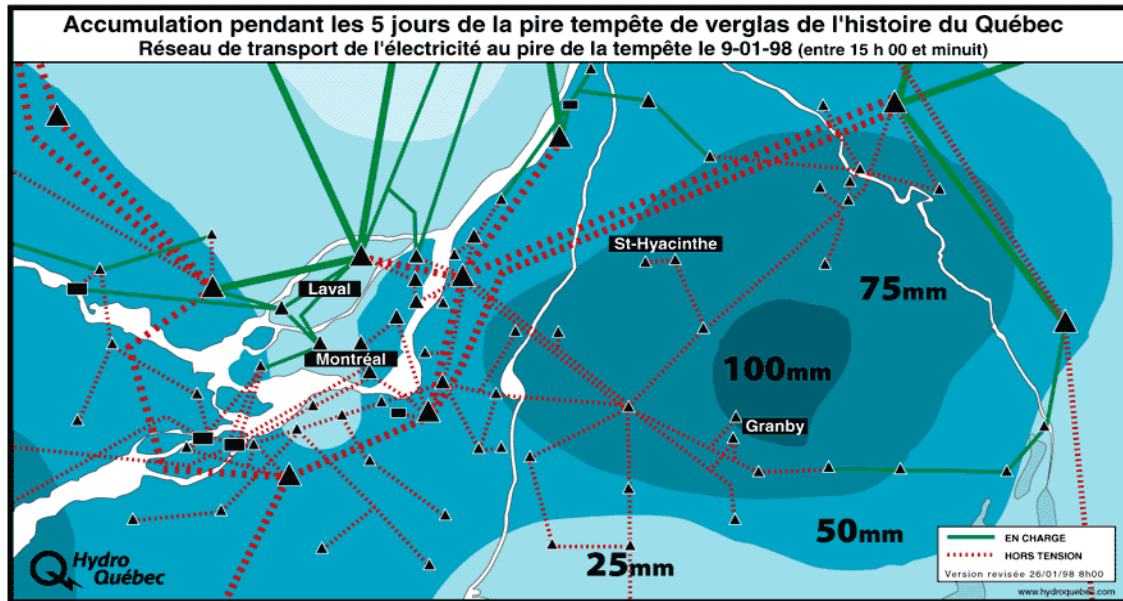 Accumulation pendant les 5 jours de la pire tempête de verglas de l'histoire du Québec
Réseau de transport de l'électricité au pire de la tempête le 9-01-98 (entre 15 h 00 et minuit)
St-Hyacinthe
Laval
75mm
Montréal
100mm
Granby
50mm
25mm
Hydro
Québec
EN CHARGE
HORS TENSION
Version revisée 26/01/98 8h00
www.hydroquebec.com